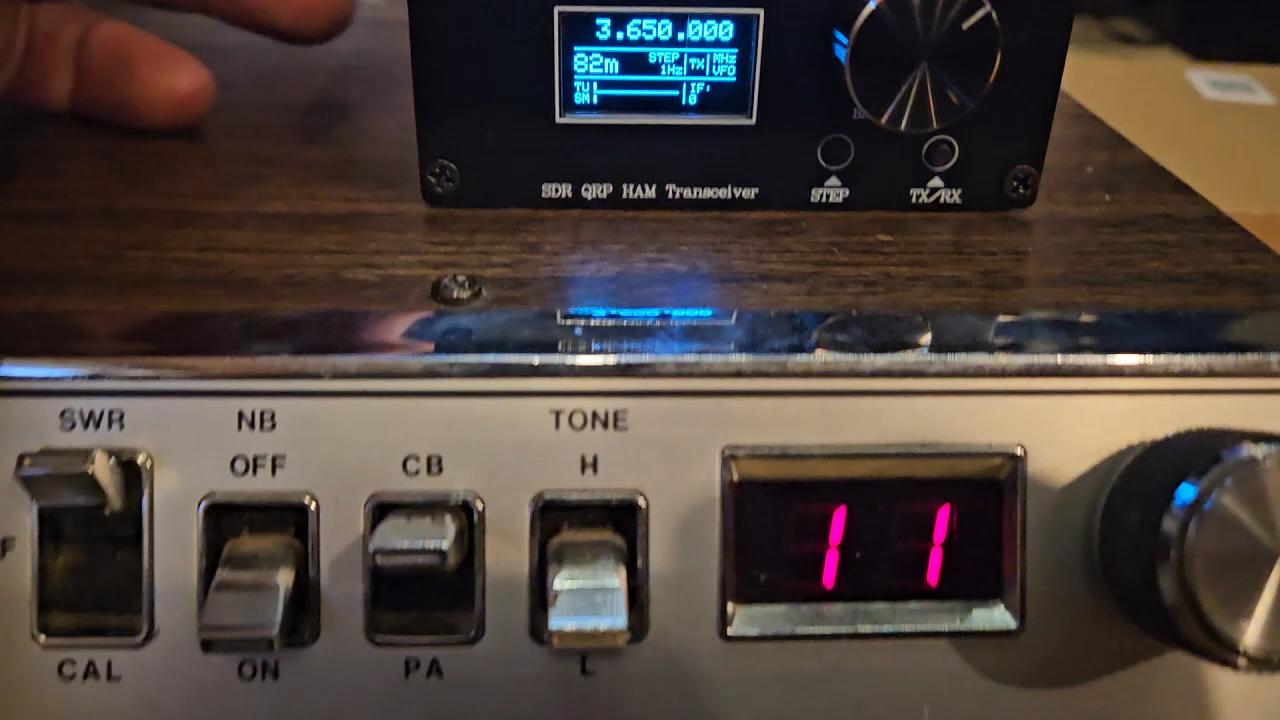 3.650.000
82m STEP 1Hz TX MHz VFO
TU SM IF: 0
SDR QRP HAM Transceiver STEP TX/RX
SWR NB TONE
OFF CB H
F
11
CAL ON PA L